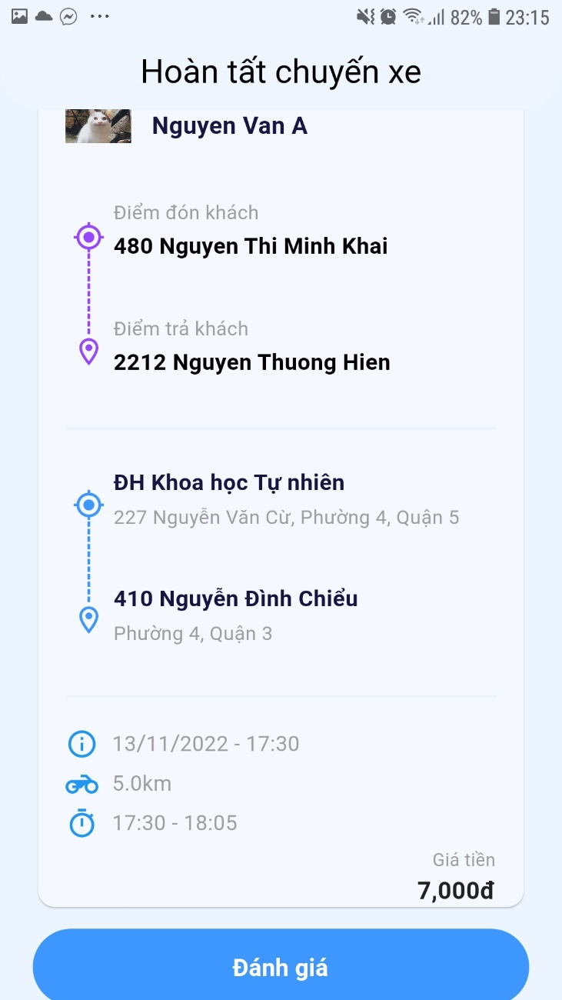 82% 23:15
Hoàn tất chuyến xe
Nguyen Van A
Điểm đón khách
480 Nguyen Thi Minh Khai
Điểm trả khách
2212 Nguyen Thuong Hien
ĐH Khoa học Tự nhiên
227 Nguyễn Văn Cừ, Phường 4, Quận 5
410 Nguyễn Đình Chiểu
Phường 4, Quận 3
13/11/2022 - 17:30
5.0km
17:30 - 18:05
Giá tiền
7,000đ
Đánh giá